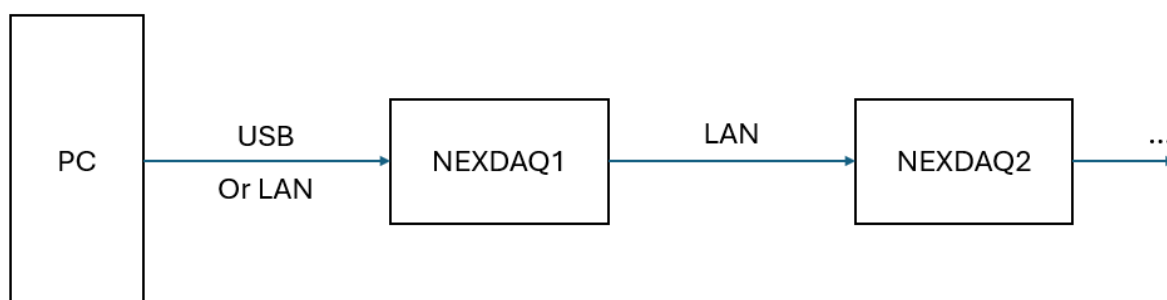 PC
USB
Or LAN
NEXDAQ1
LAN
NEXDAQ2
...